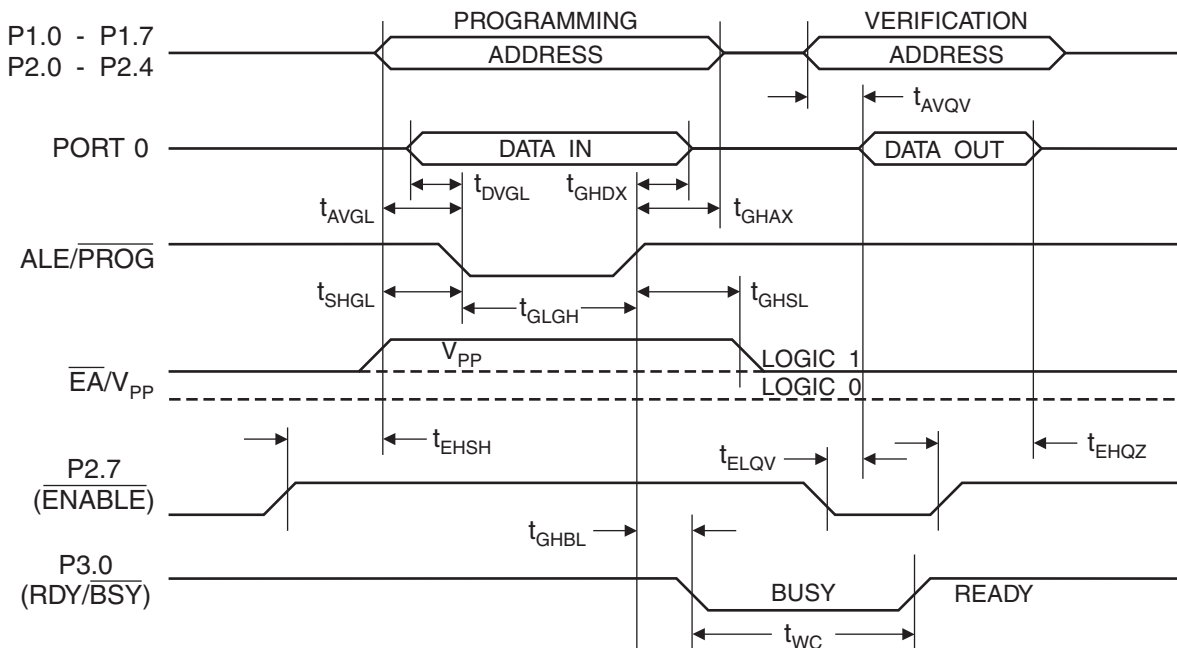 PROGRAMMING
VERIFICATION
P1.0 - P1.7
P2.0 - P2.4
ADDRESS
ADDRESS
tAVQV
PORT 0
DATA IN
DATA OUT
tDVGL
tGHDX
tAVGL
tGHAX
ALE/PROG
tSHGL
tGLGH
tGHSL
VPP
LOGIC 1
EA/VPP
LOGIC 0
tEHSH
tELQV
tEHQZ
P2.7
(ENABLE)
tGHBL
P3.0
(RDY/BSY)
BUSY
READY
tWC